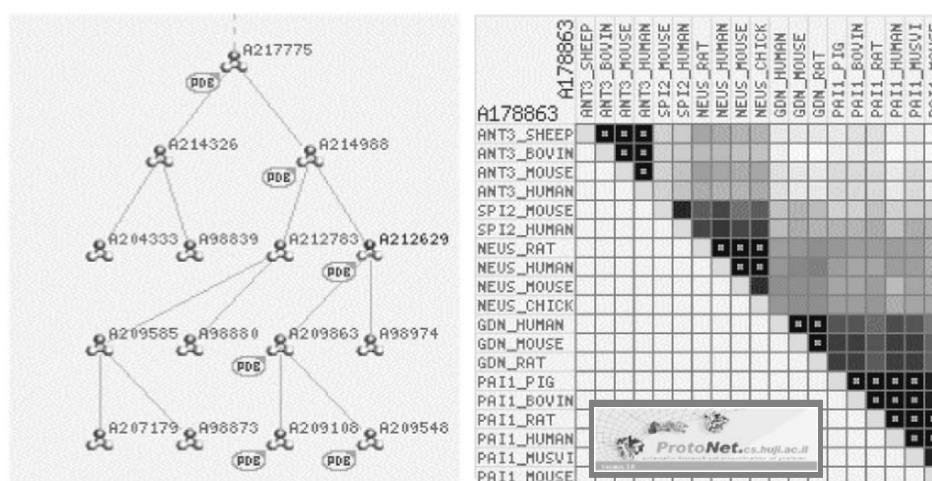 A217775
PDB
A214326 A214988
PDB
A204333 A98839 A212783 A212629
PDB
A209585 A98880 A209863 A98974
PDB
A207179 A98873 A209108 A209548
PDB PDB
A178863
A178863
ANT3_SHEEP
ANT3_BOVIN
ANT3_MOUSE
ANT3_HUMAN
SPI2_MOUSE
SPI2_HUMAN
NEUS_RAT
NEUS_HUMAN
NEUS_MOUSE
NEUS_CHICK
GDN_HUMAN
GDN_MOUSE
GDN_RAT
PAI1_PIG
PAI1_BOVIN
PAI1_RAT
PAI1_HUMAN
PAI1_MUSVI
ANT3_SHEEP
ANT3_BOVIN
ANT3_MOUSE
ANT3_HUMAN
SPI2_MOUSE
SPI2_HUMAN
NEUS_RAT
NEUS_HUMAN
NEUS_MOUSE
NEUS_CHICK
GDN_HUMAN
GDN_MOUSE
GDN_RAT
PAI1_PIG
PAI1_BOVIN
PAI1_RAT
PAI1_HUMAN
PAI1_MUSVI
PAI1_MOUSE
ProtoNet.cs.huji.ac.il